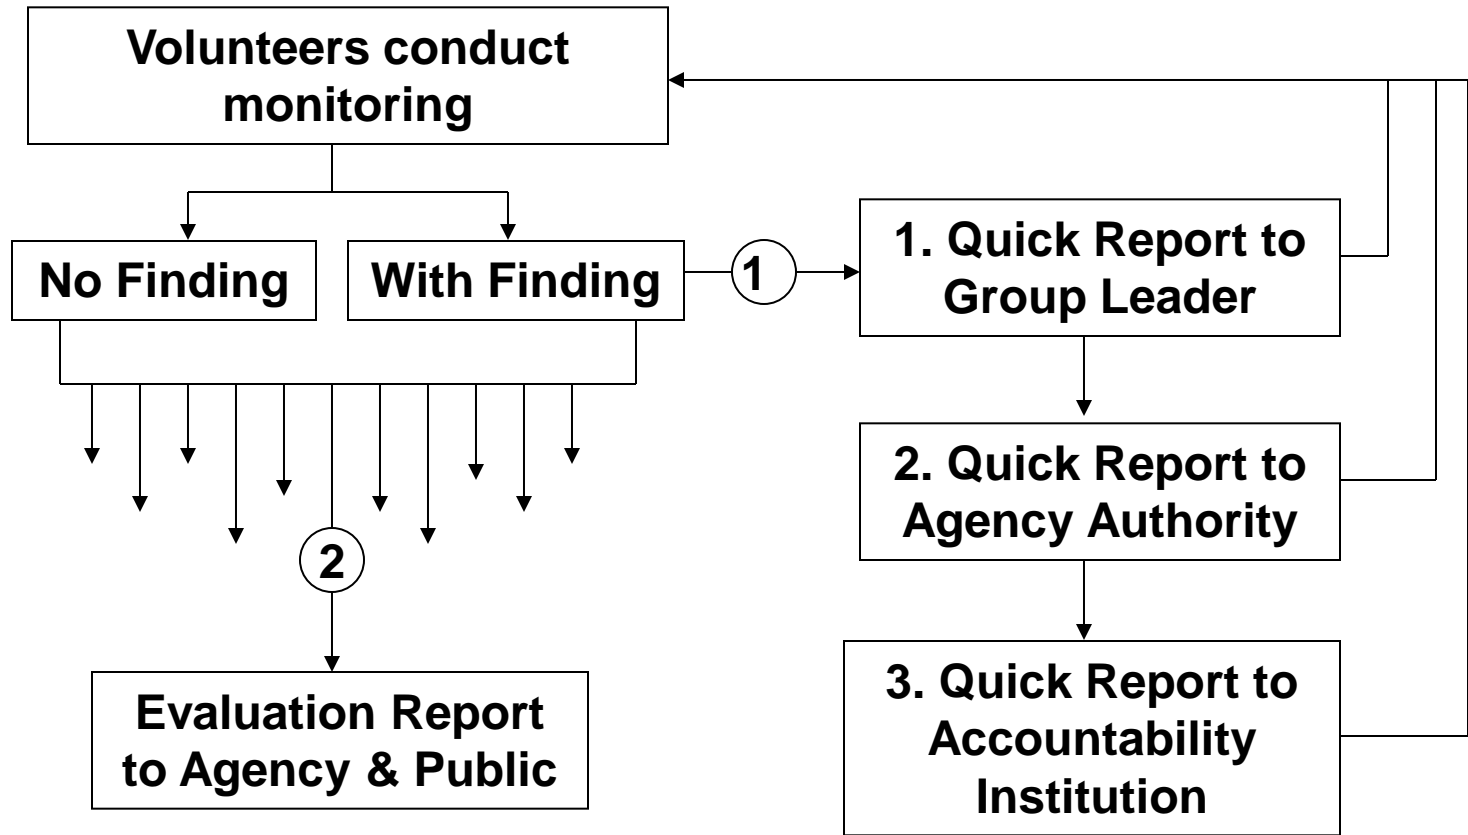 Volunteers conduct
monitoring
No Finding
With Finding
1
1. Quick Report to
Group Leader
2. Quick Report to
Agency Authority
2
3. Quick Report to
Accountability
Institution
Evaluation Report
to Agency & Public